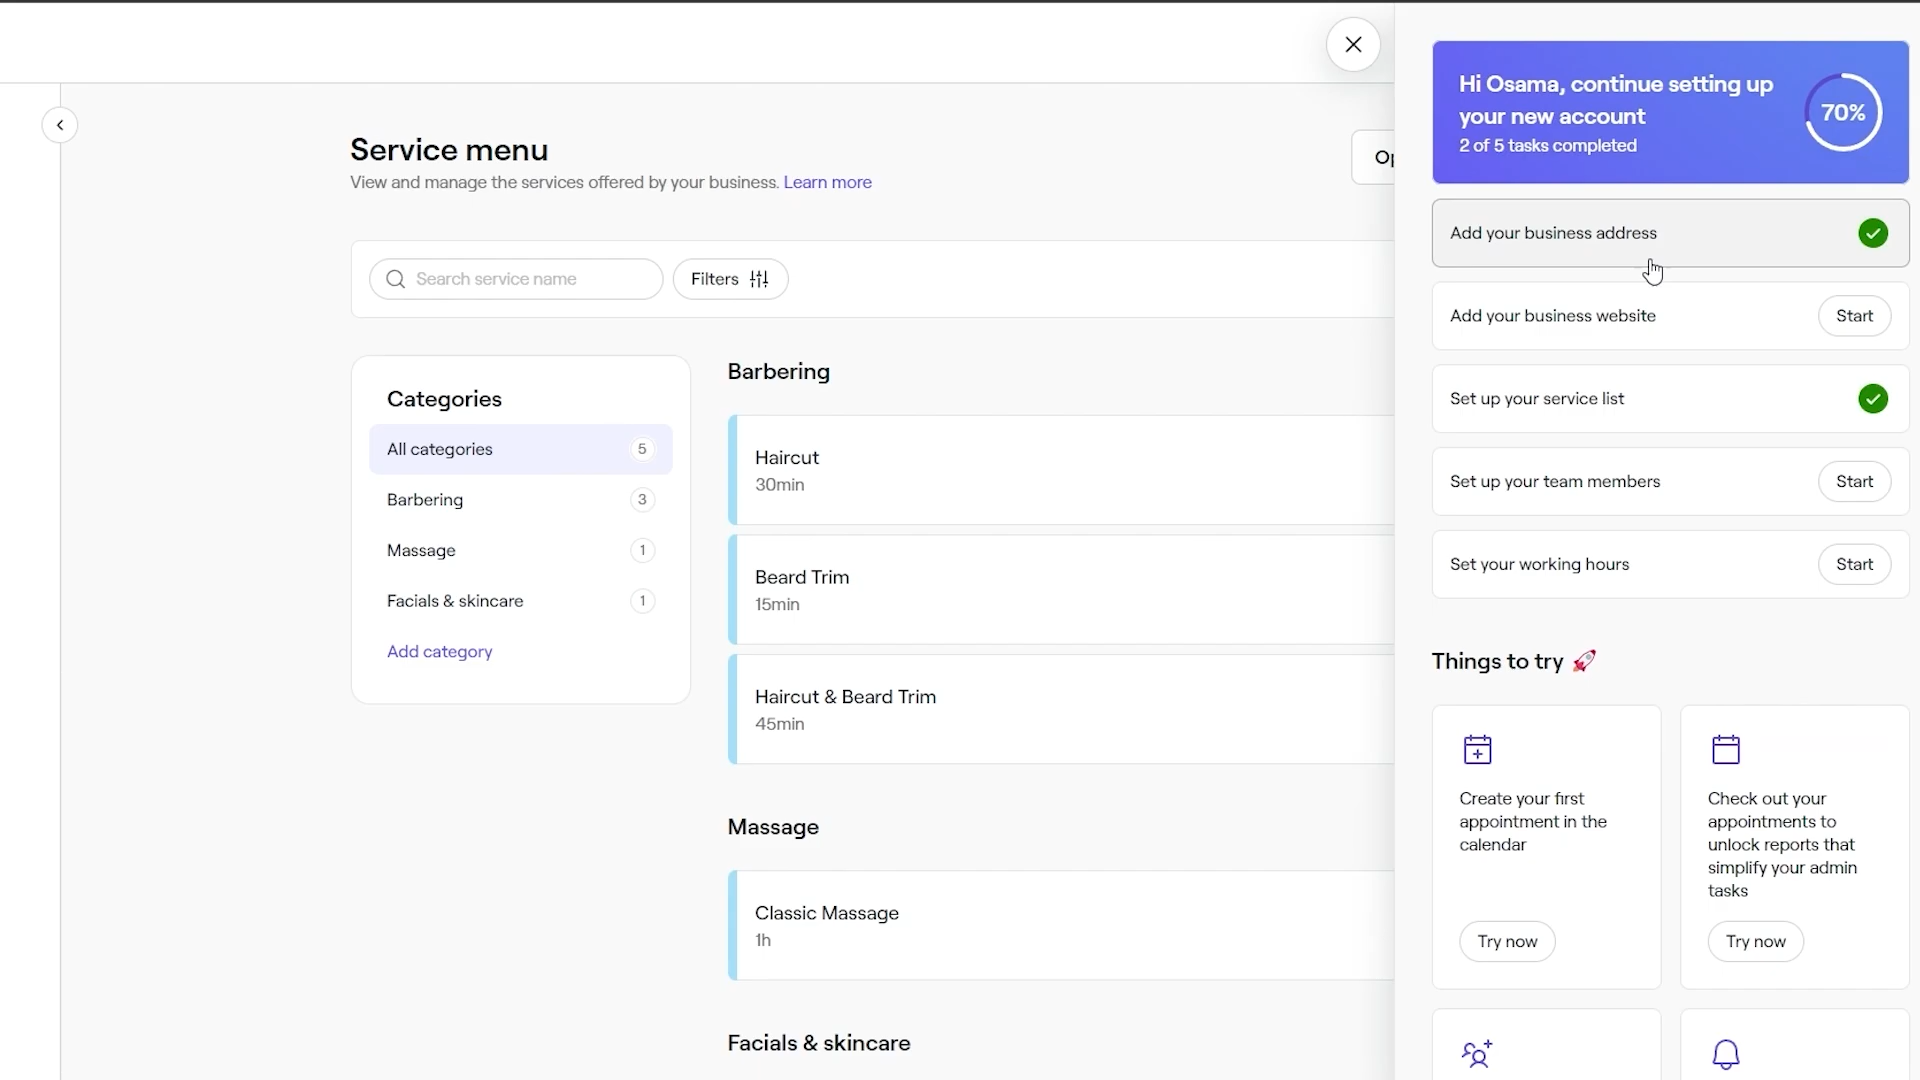 Service menu
View and manage the services offered by your business. Learn more
Search service name
Filters
Categories
All categories 5
Barbering 3
Massage 1
Facials & skincare 1
Add category
Barbering
Haircut
30min
Beard Trim
15min
Haircut & Beard Trim
45min
Massage
Classic Massage
1h
Facials & skincare
Hi Osama, continue setting up
your new account
2 of 5 tasks completed
70%
Add your business address
Add your business website Start
Set up your service list
Set up your team members Start
Set your working hours Start
Things to try 🚀
Create your first
appointment in the
calendar
Try now
Check out your
appointments to
unlock reports that
simplify your admin
tasks
Try now